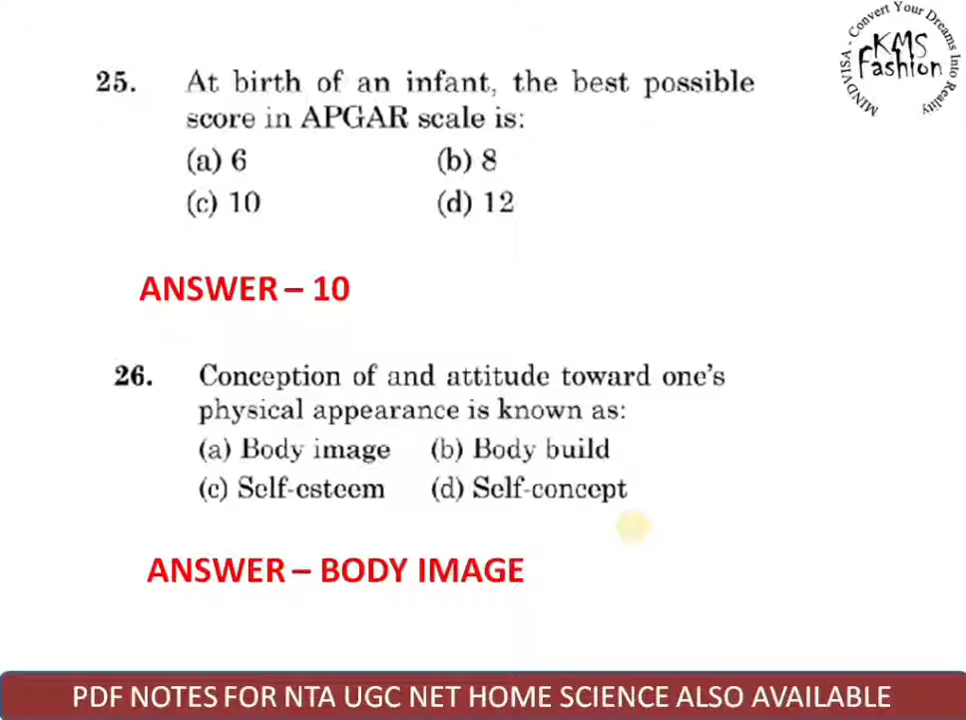 MINDVISA - Convert Your Dreams Into Reality
KMS
Fashion
25. At birth of an infant, the best possible
score in APGAR scale is:
(a) 6 (b) 8
(c) 10 (d) 12
ANSWER – 10
26. Conception of and attitude toward one's
physical appearance is known as:
(a) Body image (b) Body build
(c) Self-esteem (d) Self-concept
ANSWER – BODY IMAGE
PDF NOTES FOR NTA UGC NET HOME SCIENCE ALSO AVAILABLE